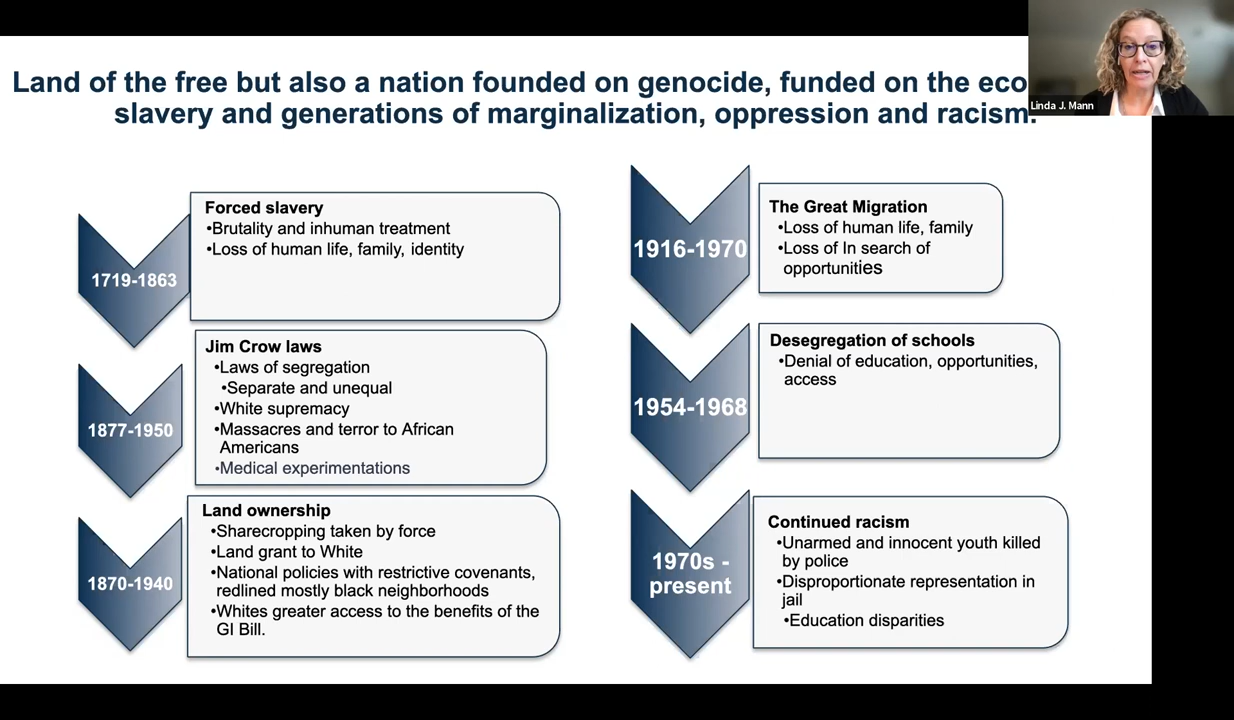 Land of the free but also a nation founded on genocide, funded on the
slavery and generations of marginalization, oppression and racism.
Linda J. Mann
1719-1863
Forced slavery
•Brutality and inhuman treatment
•Loss of human life, family, identity
1877-1950
Jim Crow laws
•Laws of segregation
•Separate and unequal
•White supremacy
•Massacres and terror to African
Americans
•Medical experimentations
1870-1940
Land ownership
•Sharecropping taken by force
•Land grant to White
•National policies with restrictive covenants,
redlined mostly black neighborhoods
•Whites greater access to the benefits of the
GI Bill.
1916-1970
The Great Migration
•Loss of human life, family
•Loss of In search of
opportunities
1954-1968
Desegregation of schools
•Denial of education, opportunities,
access
1970s -
present
Continued racism
•Unarmed and innocent youth killed
by police
•Disproportionate representation in
jail
•Education disparities